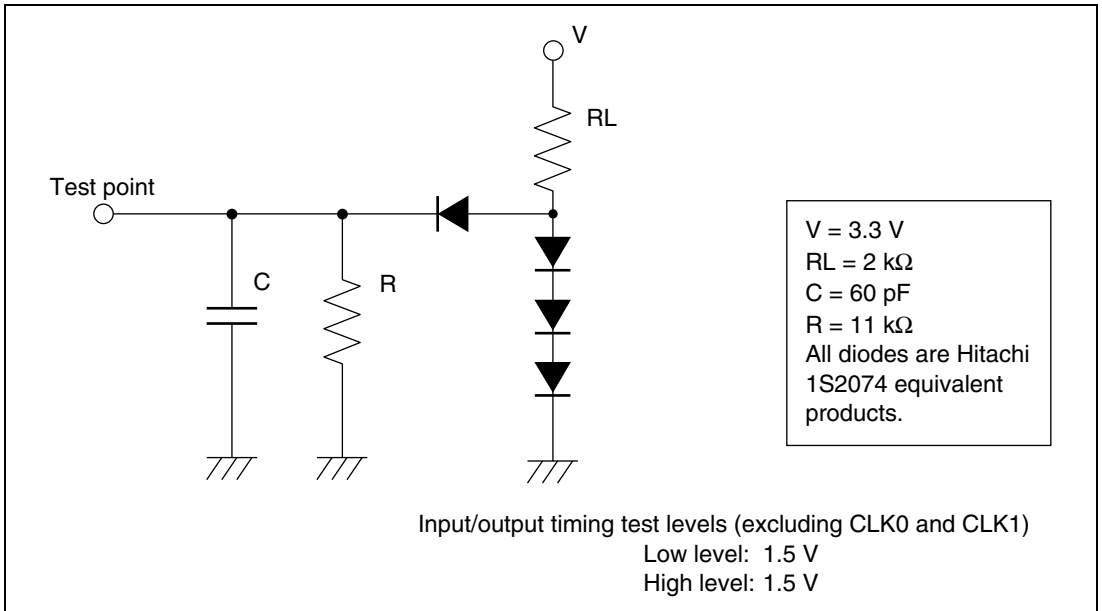 V
RL
Test point
C
R
V = 3.3 V
RL = 2 kΩ
C = 60 pF
R = 11 kΩ
All diodes are Hitachi
1S2074 equivalent
products.
Input/output timing test levels (excluding CLK0 and CLK1)
Low level: 1.5 V
High level: 1.5 V